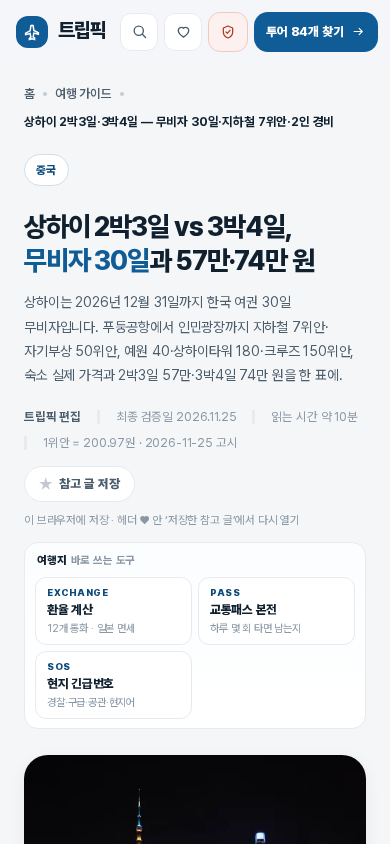 트립픽
투어 84개 찾기 →
홈 • 여행 가이드 •
상하이 2박3일·3박4일 — 무비자 30일·지하철 7위안·2인 경비
중국
상하이 2박3일 vs 3박4일,
무비자 30일과 57만·74만 원
상하이는 2026년 12월 31일까지 한국 여권 30일
무비자입니다. 푸둥공항에서 인민광장까지 지하철 7위안·
자기부상 50위안, 예원 40·상하이타워 180·크루즈 150위안,
숙소 실제 가격과 2박3일 57만·3박4일 74만 원을 한 표에.
트립픽 편집 | 최종 검증일 2026.11.25 | 읽는 시간 약 10분
| 1위안 = 200.97원 · 2026-11-25 고시
★ 참고 글 저장
이 브라우저에 저장 · 헤더 ♥ 안 ‘저장한 참고 글’에서 다시 열기
여행지 바로 쓰는 도구
EXCHANGE
환율 계산
12개 통화 · 일본 면세
PASS
교통패스 본전
하루 몇 회 타면 남는지
SOS
현지 긴급번호
경찰·구급·공관·현지어